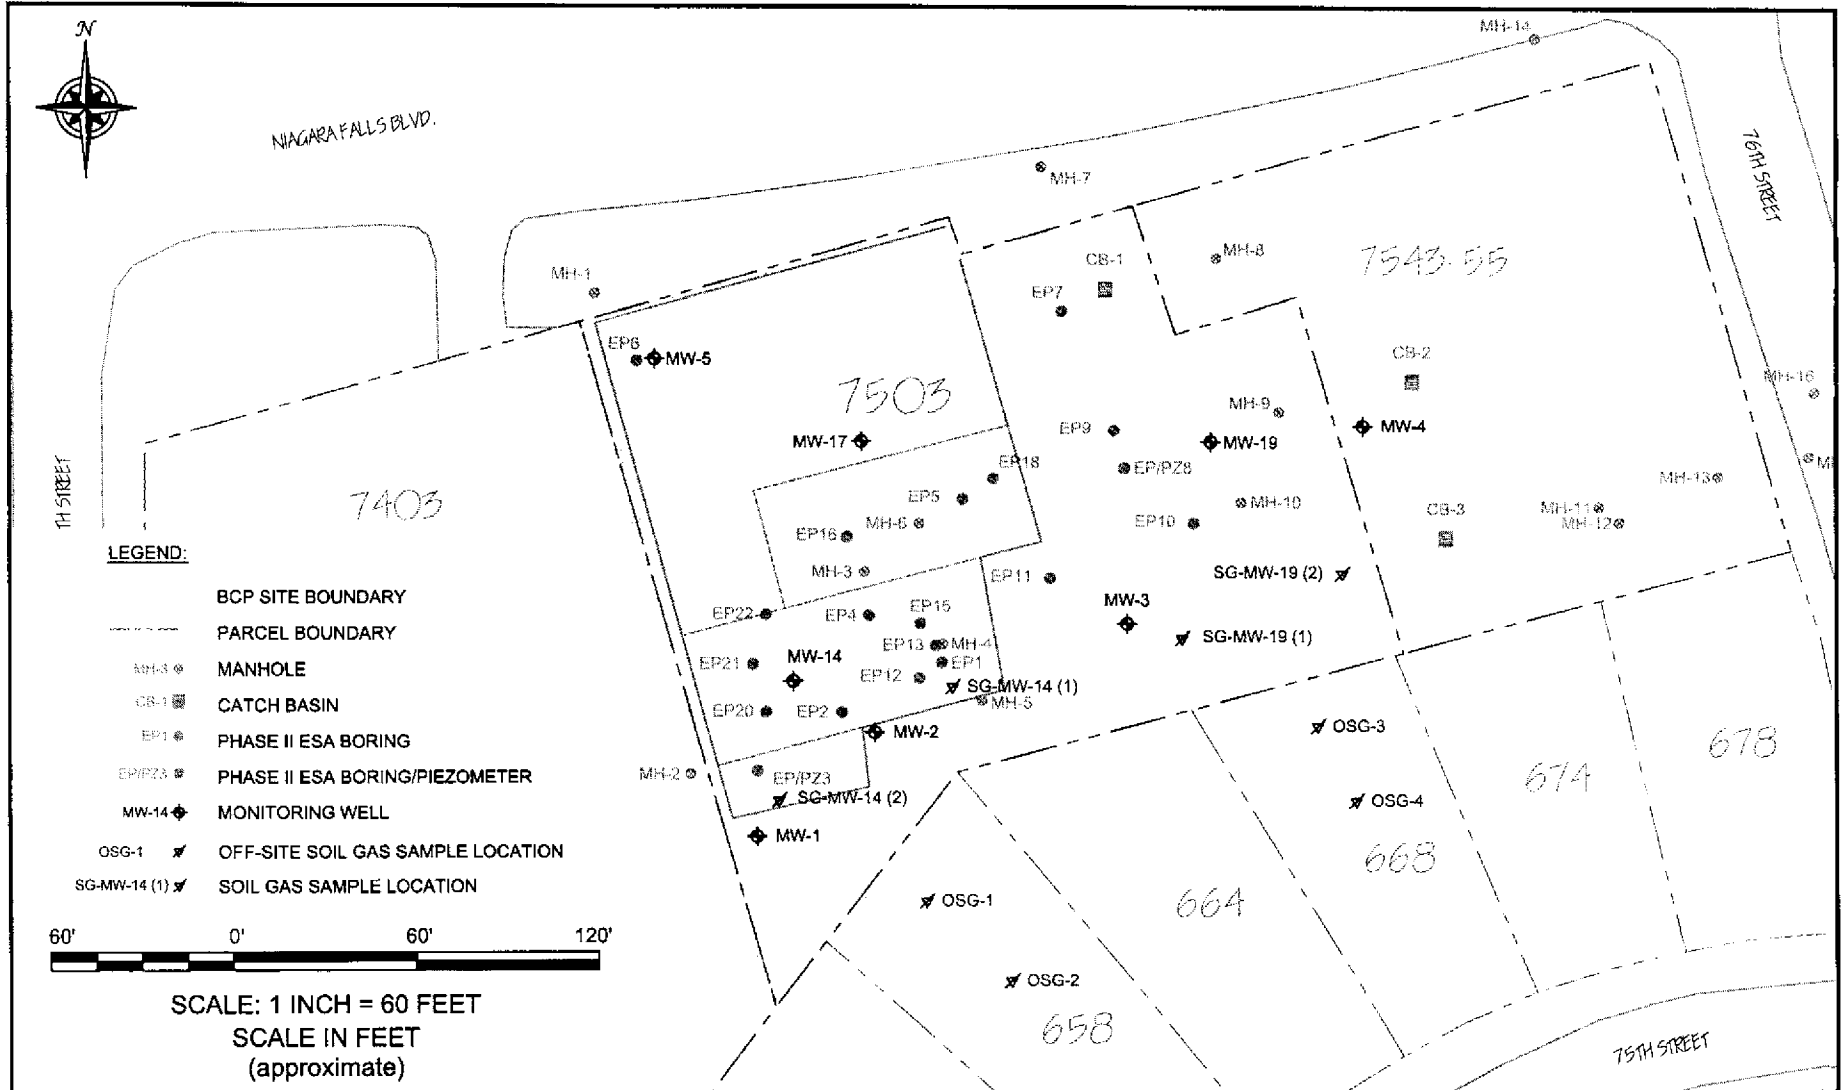 N
MH-14
NIAGARA FALLS BLVD.
76TH STREET
MH-7
MH-8
7543-55
CB-1
MH-1
EP7
EP6
MW-5
CB-2
MH-16
7503
MH-9
MW-17
EP9
MW-19
MW-4
EP18
EP/PZ8
TH STREET
7403
EP5
MH-13
MH-6
MH-10
EP10
CB-3
MH-11
MH-12
EP16
MH-3
EP11
SG-MW-19 (2)
LEGEND:
BCP SITE BOUNDARY
PARCEL BOUNDARY
MH-3 MANHOLE
CB-1 CATCH BASIN
EP1 PHASE II ESA BORING
EP/PZ3 PHASE II ESA BORING/PIEZOMETER
MW-14 MONITORING WELL
OSG-1 OFF-SITE SOIL GAS SAMPLE LOCATION
SG-MW-14 (1) SOIL GAS SAMPLE LOCATION
EP22
EP4
EP15
MW-3
EP13
MH-4
SG-MW-19 (1)
EP21
MW-14
EP1
EP12
SG-MW-14 (1)
MH-5
EP20
EP2
MW-2
OSG-3
678
MH-2
EP/PZ3
674
SG-MW-14 (2)
OSG-4
MW-1
668
OSG-1
664
60' 0' 60' 120'
OSG-2
SCALE: 1 INCH = 60 FEET
SCALE IN FEET
(approximate)
658
75TH STREET